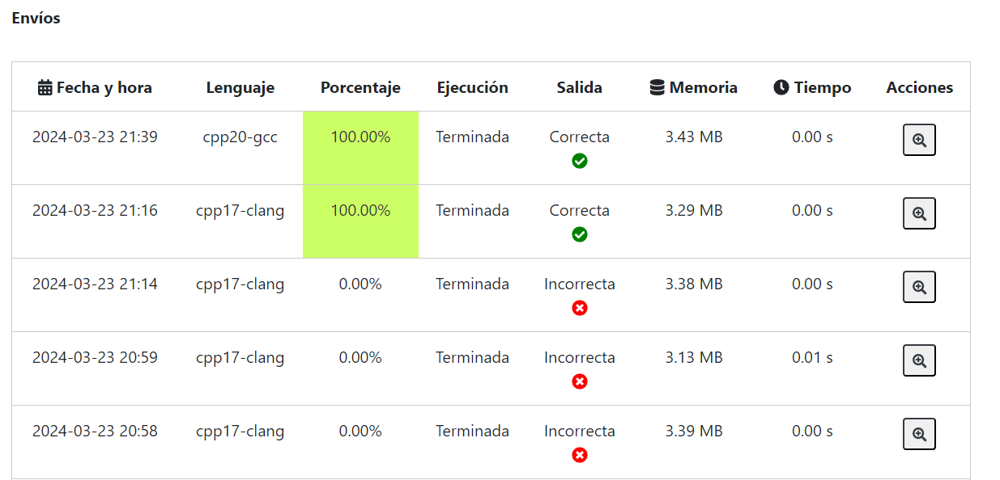 Envíos
Fecha y hora Lenguaje Porcentaje Ejecución Salida Memoria Tiempo Acciones
2024-03-23 21:39 cpp20-gcc 100.00% Terminada Correcta 3.43 MB 0.00 s
2024-03-23 21:16 cpp17-clang 100.00% Terminada Correcta 3.29 MB 0.00 s
2024-03-23 21:14 cpp17-clang 0.00% Terminada Incorrecta 3.38 MB 0.00 s
2024-03-23 20:59 cpp17-clang 0.00% Terminada Incorrecta 3.13 MB 0.01 s
2024-03-23 20:58 cpp17-clang 0.00% Terminada Incorrecta 3.39 MB 0.00 s